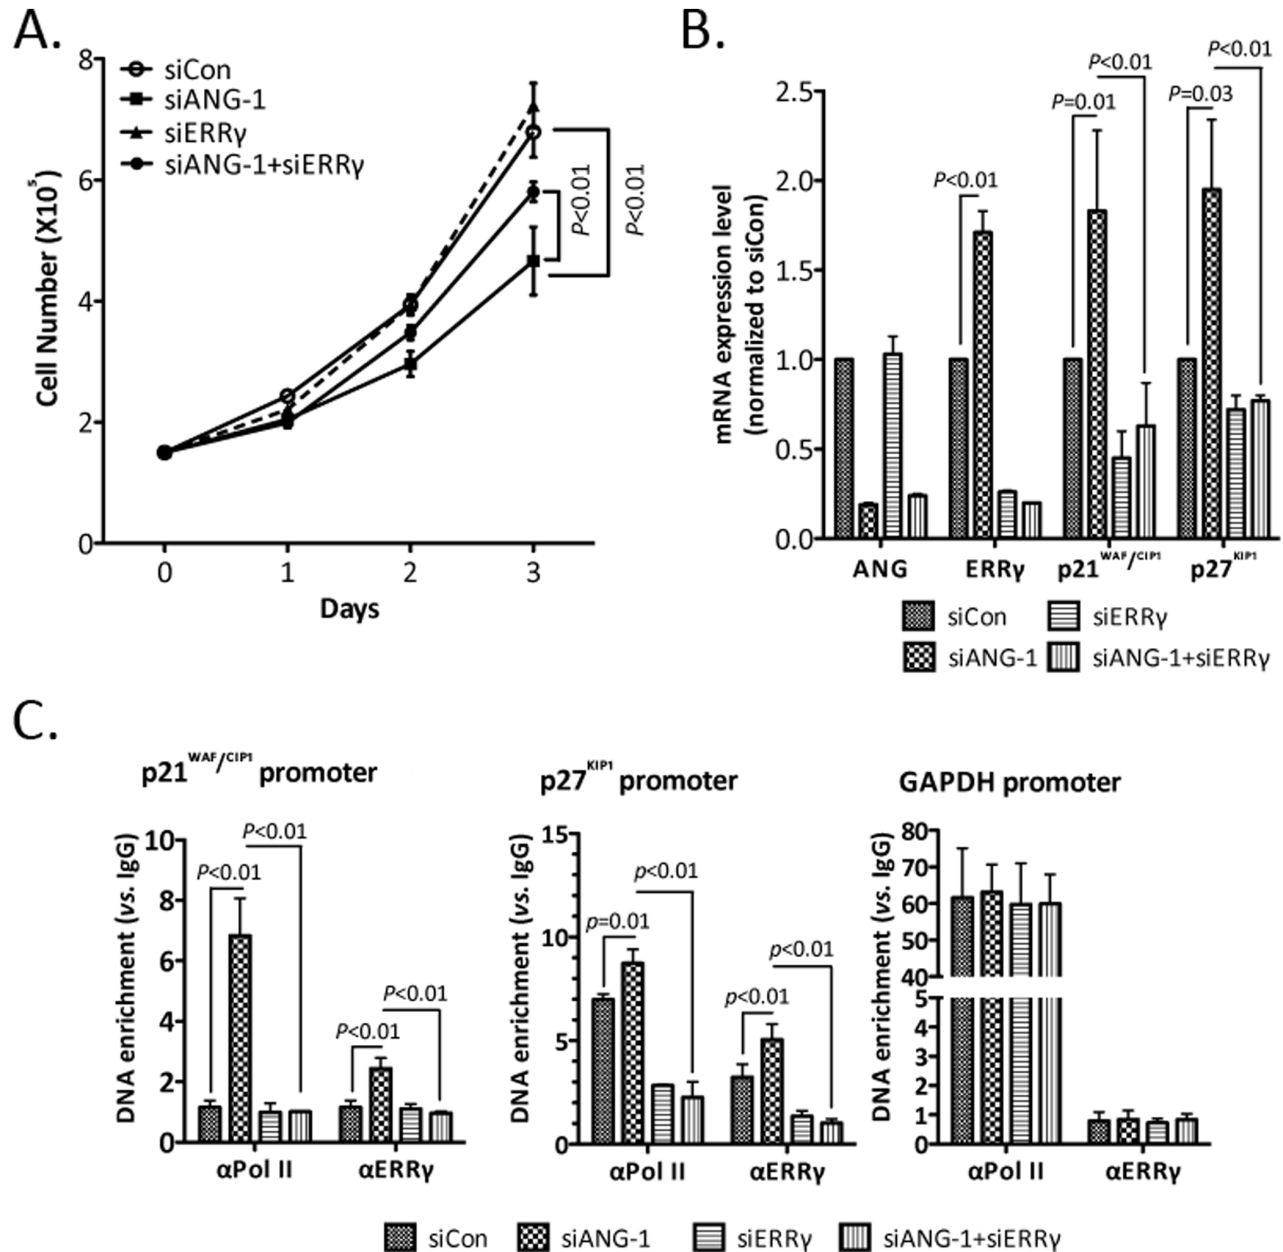 A.
8
6
4
2
0
Cell Number (X10⁵)
siCon
siANG-1
siERRγ
siANG-1+siERRγ
P<0.01
P<0.01
0 1 2 3
Days
B.
2.5
2.0
1.5
1.0
0.5
0.0
mRNA expression level
(normalized to siCon)
P<0.01
P=0.01
P<0.01
P=0.03
P<0.01
ANG ERRγ p21WAF/CIP1 p27KIP1
siCon siERRγ
siANG-1 siANG-1+siERRγ
C.
p21WAF/CIP1 promoter
DNA enrichment (vs. IgG)
10
8
6
4
2
0
P<0.01
P<0.01
P<0.01
P<0.01
αPol II αERRγ
p27KIP1 promoter
DNA enrichment (vs. IgG)
15
10
5
0
p<0.01
p=0.01
p<0.01
p<0.01
αPol II αERRγ
GAPDH promoter
DNA enrichment (vs. IgG)
80
70
60
50
40
5
4
3
2
1
0
αPol II αERRγ
siCon siANG-1 siERRγ siANG-1+siERRγ